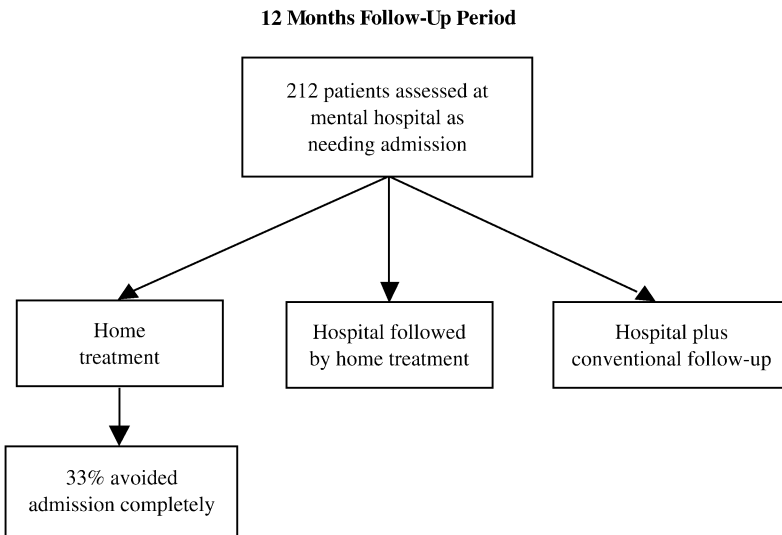 12 Months Follow-Up Period
212 patients assessed at
mental hospital as
needing admission
Home
treatment
Hospital followed
by home treatment
Hospital plus
conventional follow-up
33% avoided
admission completely